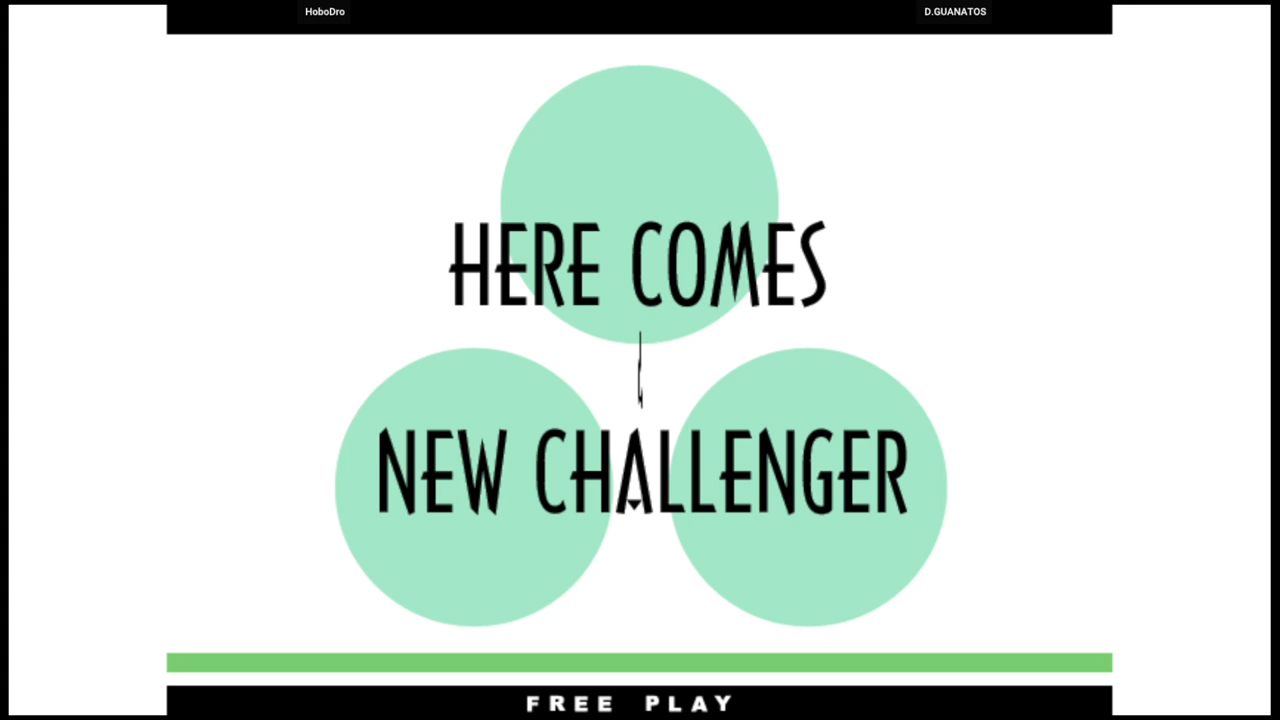 HoboDro
D.GUANATOS
HERE COMES
NEW CHALLENGER
FREE PLAY